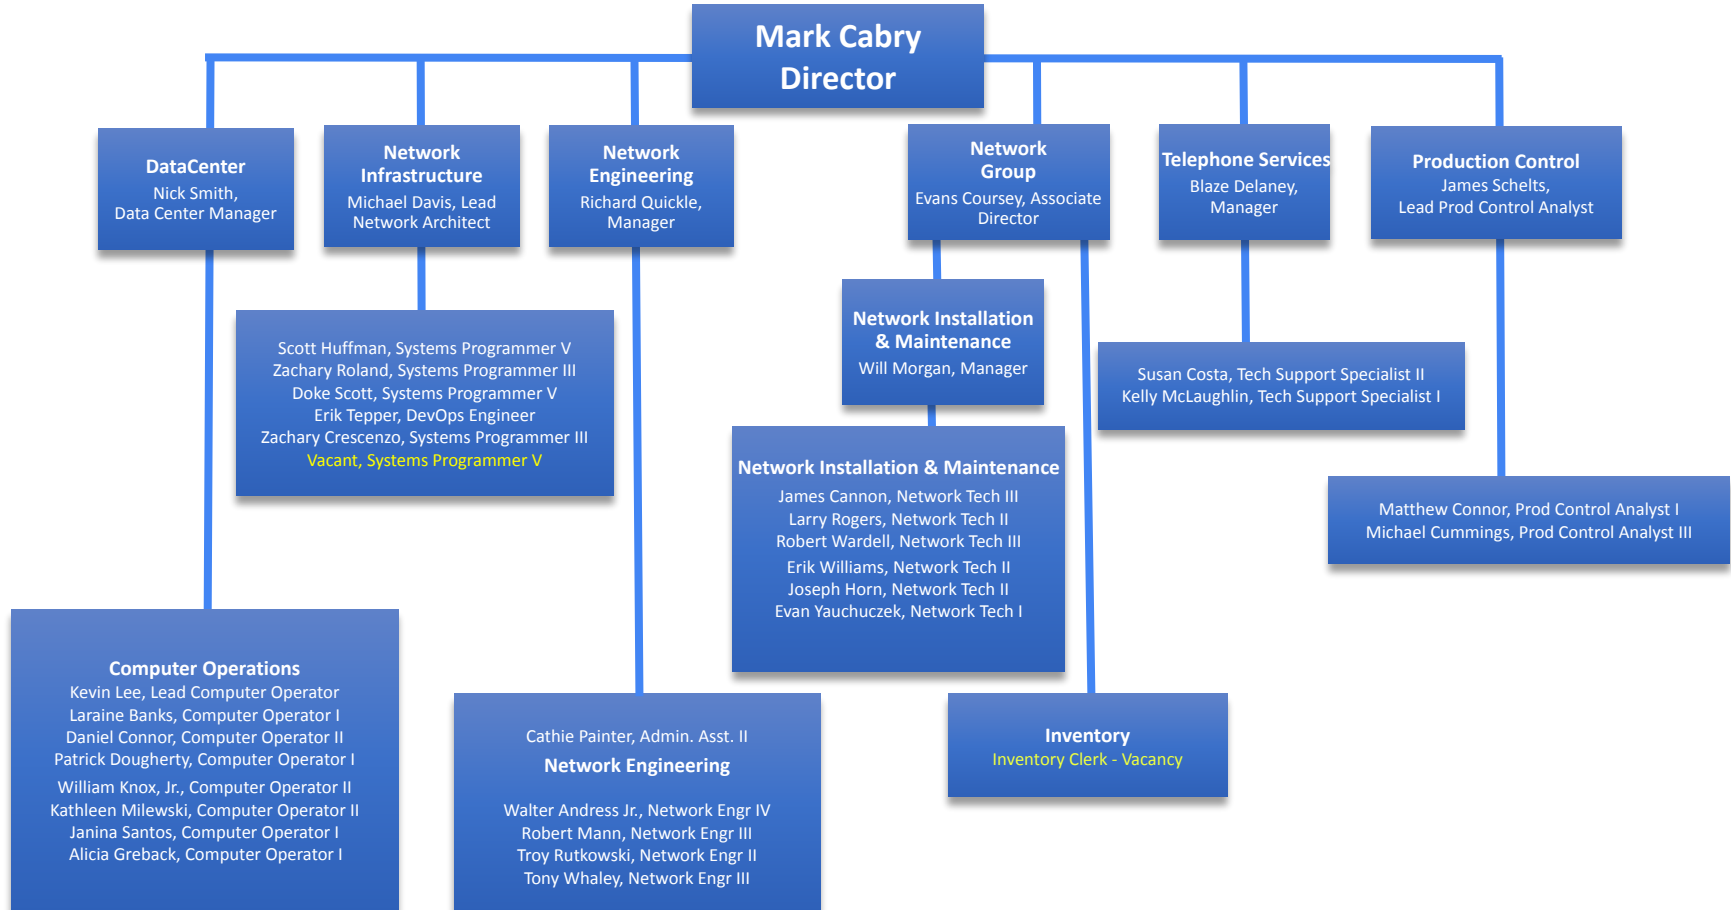 Mark Cabry
Director
DataCenter
Nick Smith,
Data Center Manager
Network
Infrastructure
Michael Davis, Lead
Network Architect
Network
Engineering
Richard Quickle,
Manager
Network
Group
Evans Coursey, Associate
Director
Telephone Services
Blaze Delaney,
Manager
Production Control
James Schelts,
Lead Prod Control Analyst
Scott Huffman, Systems Programmer V
Zachary Roland, Systems Programmer III
Doke Scott, Systems Programmer V
Erik Tepper, DevOps Engineer
Zachary Crescenzo, Systems Programmer III
Vacant, Systems Programmer V
Network Installation
& Maintenance
Will Morgan, Manager
Susan Costa, Tech Support Specialist II
Kelly McLaughlin, Tech Support Specialist I
Network Installation & Maintenance
James Cannon, Network Tech III
Larry Rogers, Network Tech II
Robert Wardell, Network Tech III
Erik Williams, Network Tech II
Joseph Horn, Network Tech II
Evan Yauchuczek, Network Tech I
Matthew Connor, Prod Control Analyst I
Michael Cummings, Prod Control Analyst III
Computer Operations
Kevin Lee, Lead Computer Operator
Laraine Banks, Computer Operator I
Daniel Connor, Computer Operator II
Patrick Dougherty, Computer Operator I
William Knox, Jr., Computer Operator II
Kathleen Milewski, Computer Operator II
Janina Santos, Computer Operator I
Alicia Greback, Computer Operator I
Cathie Painter, Admin. Asst. II
Network Engineering
Walter Andress Jr., Network Engr IV
Robert Mann, Network Engr III
Troy Rutkowski, Network Engr II
Tony Whaley, Network Engr III
Inventory
Inventory Clerk - Vacancy